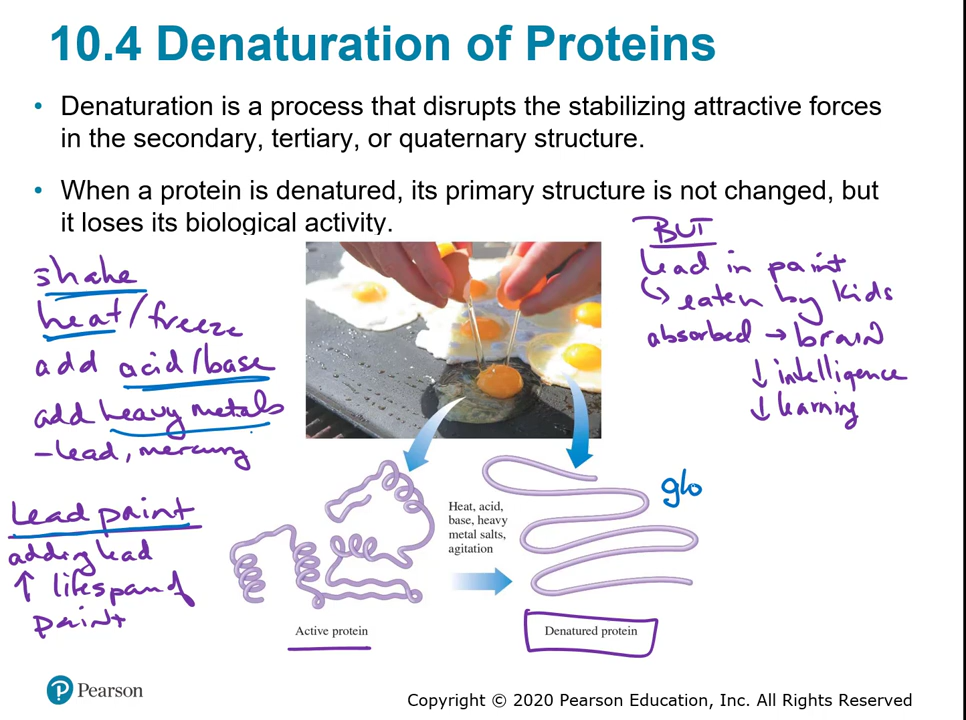 10.4 Denaturation of Proteins
• Denaturation is a process that disrupts the stabilizing attractive forces
in the secondary, tertiary, or quaternary structure.
• When a protein is denatured, its primary structure is not changed, but
it loses its biological activity.
shake
heat/freeze
add acid/base
add heavy metals
-lead, mercury
Lead paint
adding lead
↑ lifespan of
paint
BUT
lead in paint
↳ eaten by kids
absorbed → brain
↓ intelligence
↓ learning
glo
Heat, acid,
base, heavy
metal salts,
agitation
Active protein
Denatured protein
P Pearson
Copyright © 2020 Pearson Education, Inc. All Rights Reserved